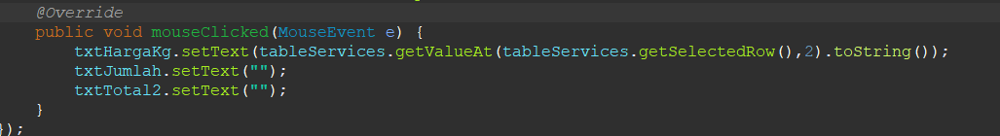 @Override
public void mouseClicked(MouseEvent e) {
txtHargaKg.setText(tableServices.getValueAt(tableServices.getSelectedRow(),2).toString());
txtJumlah.setText("");
txtTotal2.setText("");
}
});